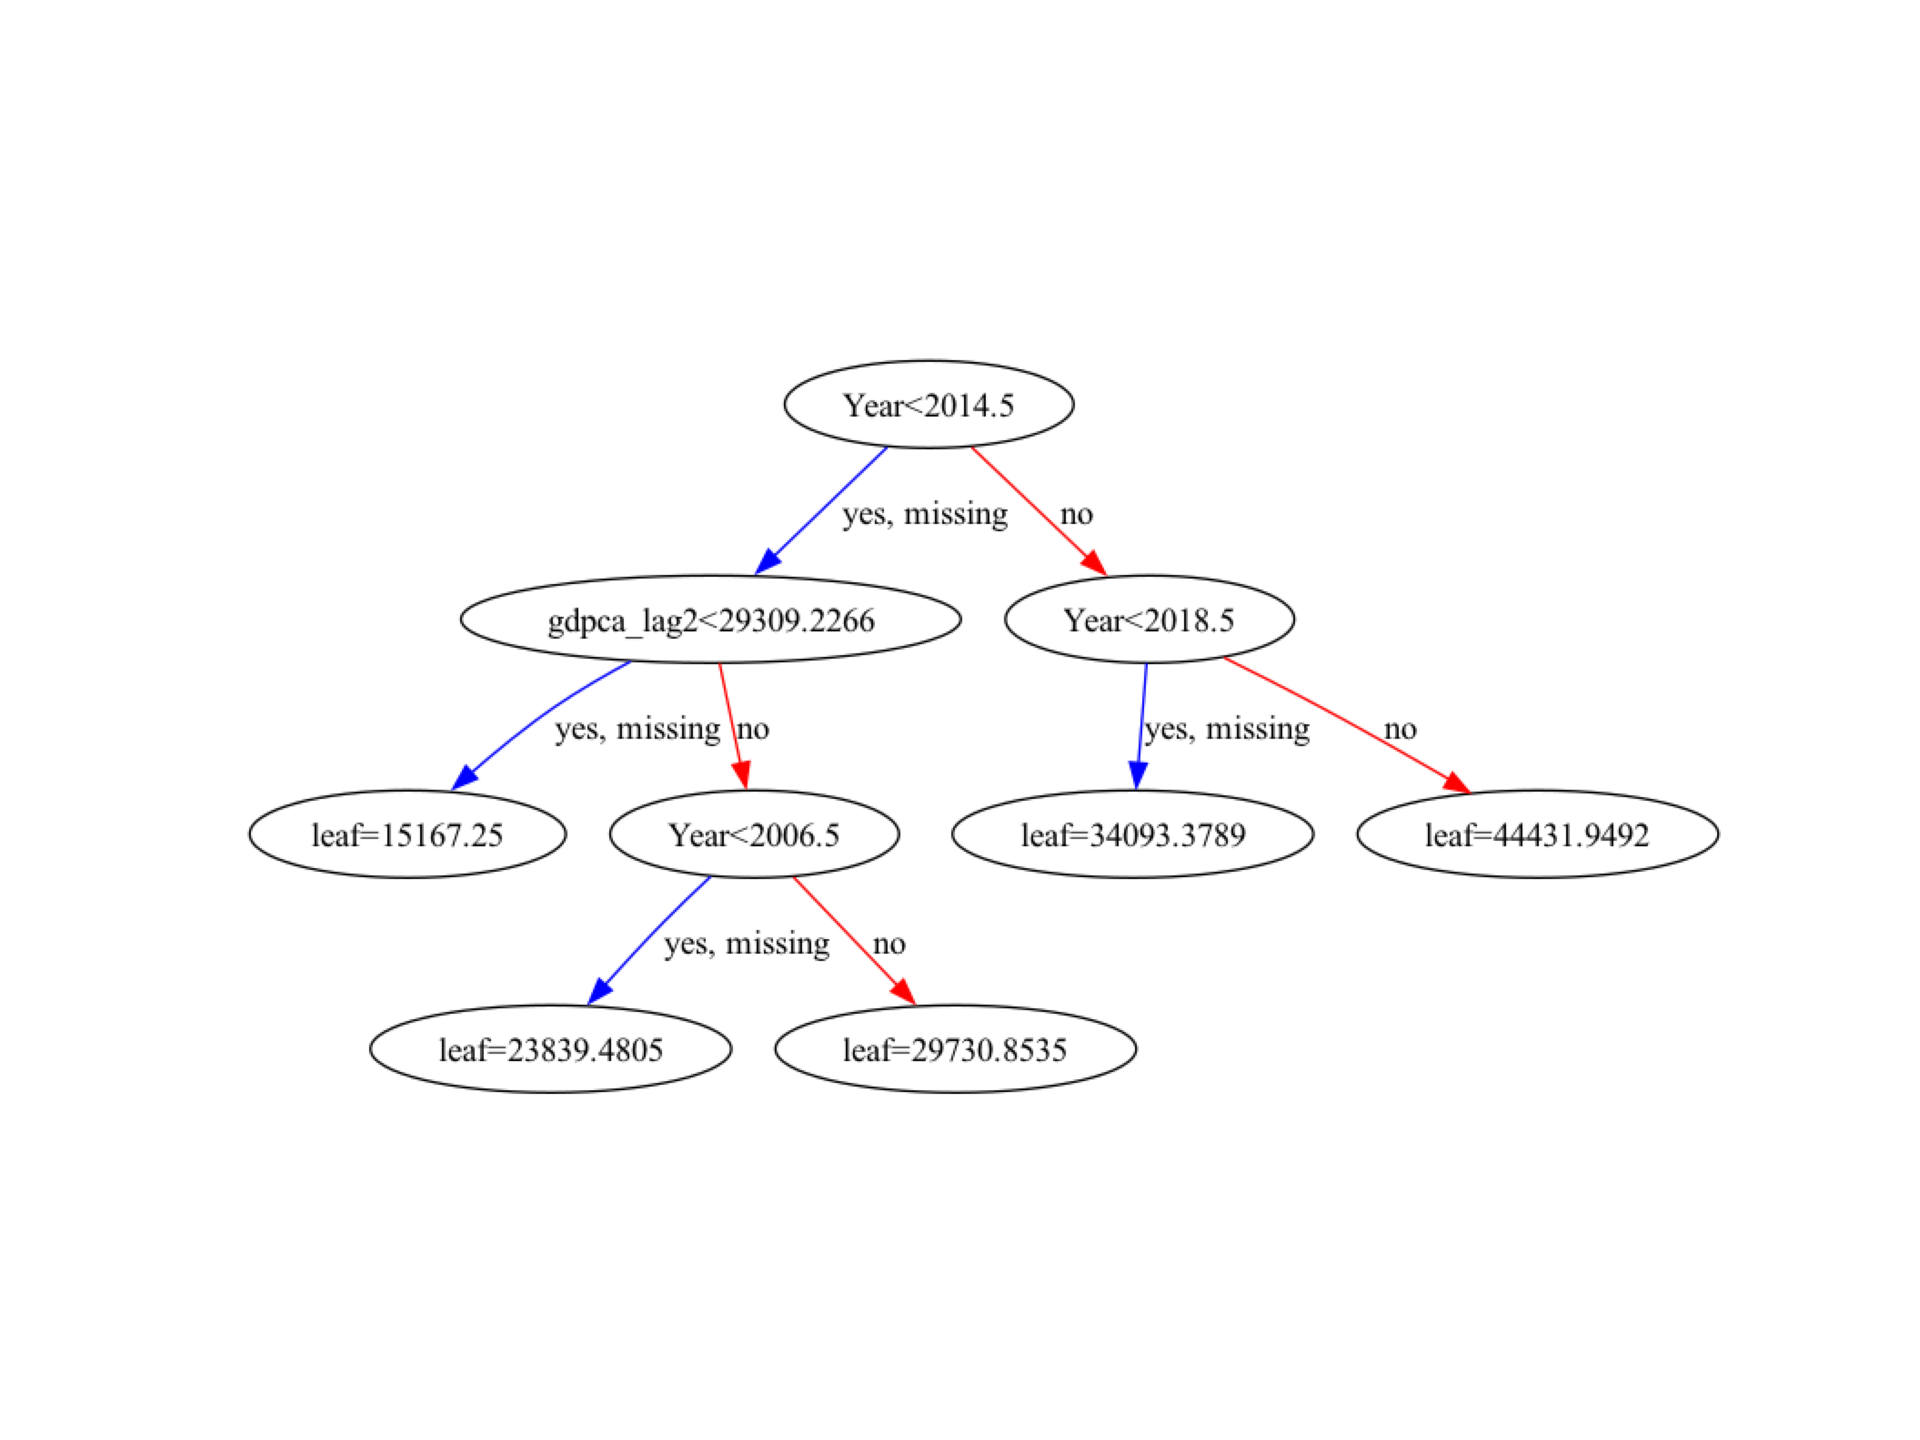 Year<2014.5
yes, missing
no
gdpca_lag2<29309.2266
Year<2018.5
yes, missing
no
yes, missing
no
leaf=15167.25
Year<2006.5
leaf=34093.3789
leaf=44431.9492
yes, missing
no
leaf=23839.4805
leaf=29730.8535